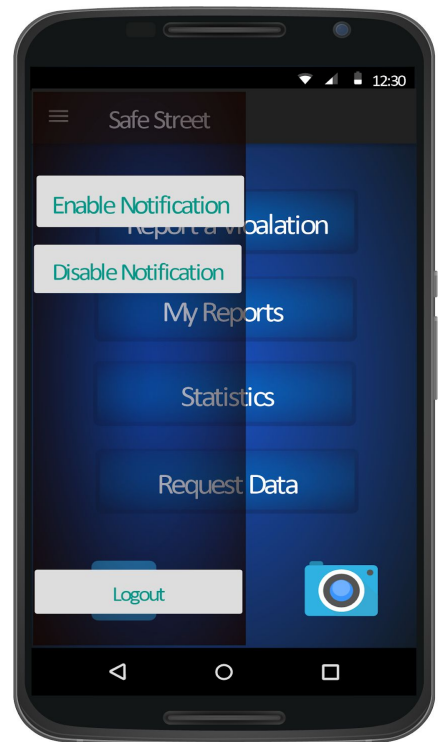 12:30
Safe Street
Enable Notification
Report a Vioalation
Disable Notification
My Reports
Statistics
Request Data
Logout